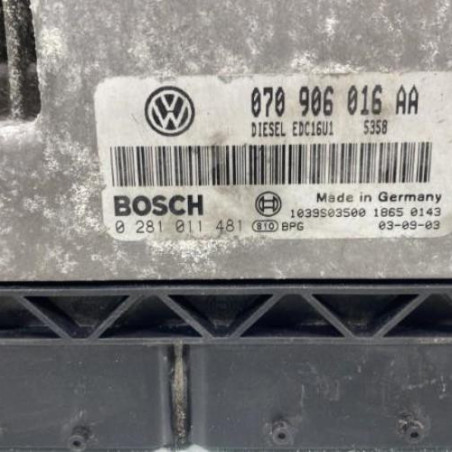 070 906 016 AA
DIESEL EDC16U1 5358
BOSCH
Made in Germany
1039S03500 1865 0143
0 281 011 481 810 BPG 03-09-03